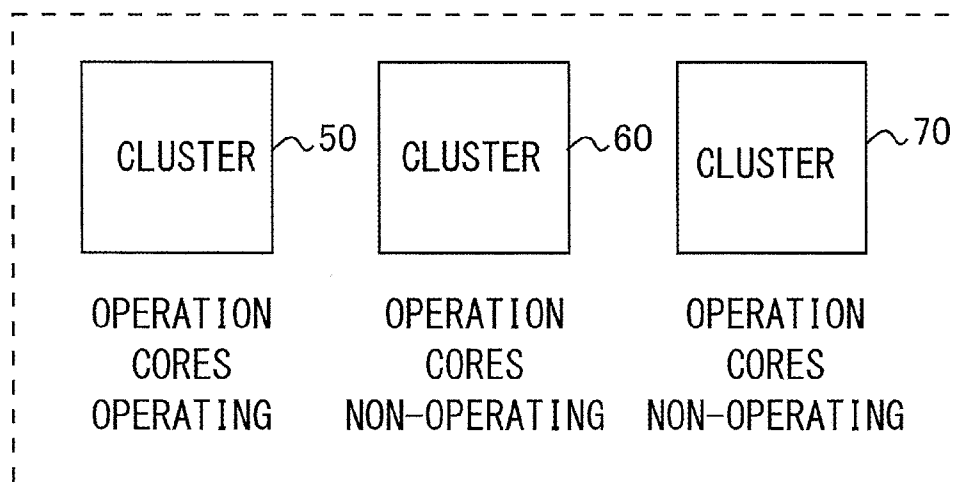 CLUSTER 50
CLUSTER 60
CLUSTER 70
OPERATION
CORES
OPERATING
OPERATION
CORES
NON-OPERATING
OPERATION
CORES
NON-OPERATING